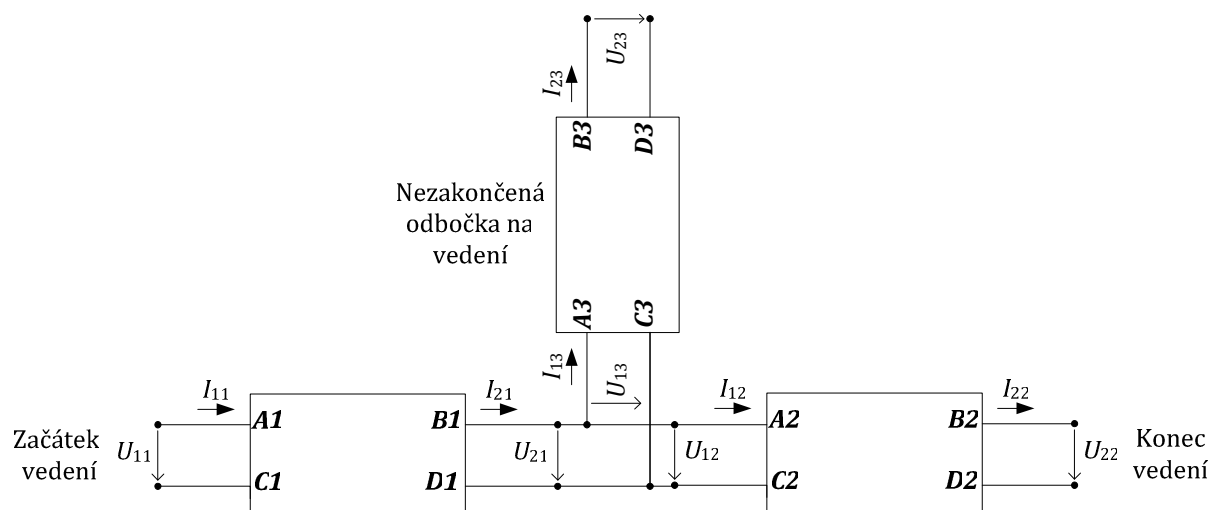 U23
I23
B3 D3
Nezakončená
odbočka na
vedení
A3 C3
I13
U13
I11 I21 I12 I22
A1 B1 A2 B2
Začátek
vedení
U11 U21 U12 U22
Konec
vedení
C1 D1 C2 D2